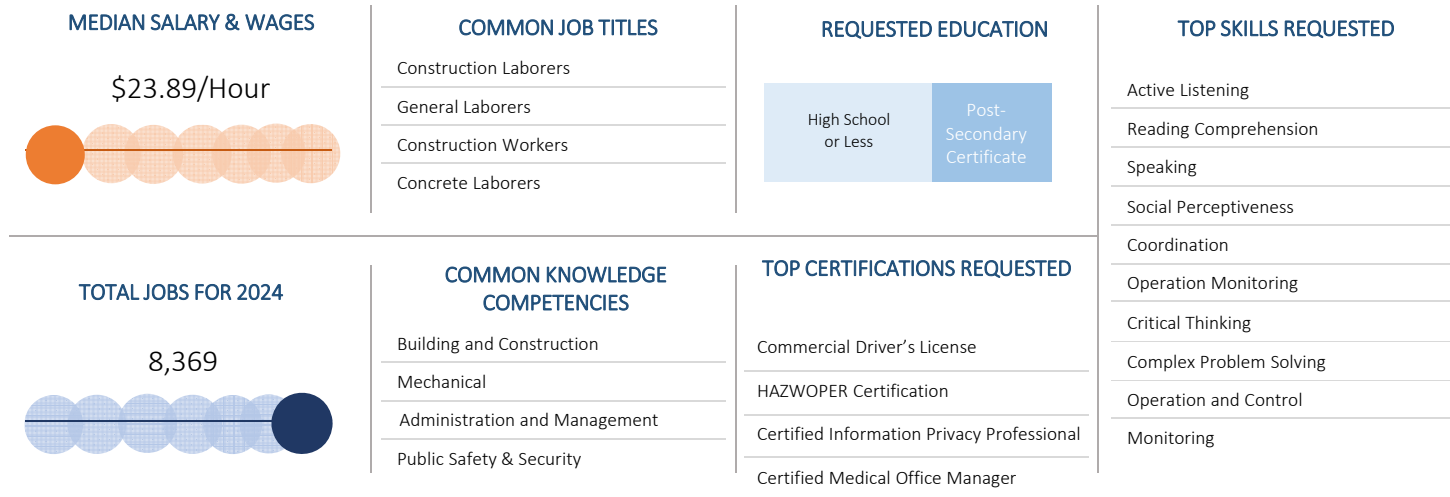 MEDIAN SALARY & WAGES
$23.89/Hour
COMMON JOB TITLES
Construction Laborers
General Laborers
Construction Workers
Concrete Laborers
REQUESTED EDUCATION
High School
or Less
Post-
Secondary
Certificate
TOP SKILLS REQUESTED
Active Listening
Reading Comprehension
Speaking
Social Perceptiveness
Coordination
Operation Monitoring
Critical Thinking
Complex Problem Solving
Operation and Control
Monitoring
TOTAL JOBS FOR 2024
8,369
COMMON KNOWLEDGE
COMPETENCIES
Building and Construction
Mechanical
Administration and Management
Public Safety & Security
TOP CERTIFICATIONS REQUESTED
Commercial Driver’s License
HAZWOPER Certification
Certified Information Privacy Professional
Certified Medical Office Manager